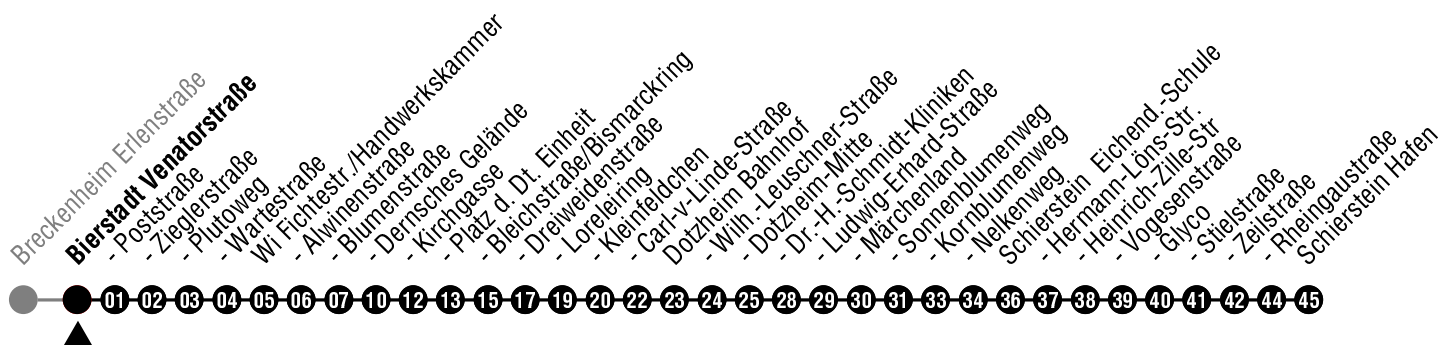 Breckenheim Erlenstraße
Bierstadt Venatorstraße
- Poststraße
- Zieglerstraße
- Plutoweg
- Wartestraße
Wi Fichtestr./Handwerkskammer
- Alwinenstraße
- Blumenstraße
- Dernsches Gelände
- Kirchgasse
- Platz d. Dt. Einheit
- Bleichstraße/Bismarckring
- Dreiweidenstraße
- Loreleiring
- Kleinfeldchen
- Carl-v-Linde-Straße
Dotzheim Bahnhof
- Wilh.-Leuschner-Straße
- Dotzheim-Mitte
- Dr.-H.-Schmidt-Kliniken
- Ludwig-Erhard-Straße
- Märchenland
- Sonnenblumenweg
- Kornblumenweg
- Nelkenweg
Schierstein Eichend.-Schule
- Hermann-Löns-Str.
- Heinrich-Zille-Str
- Vogesenstraße
- Glyco
- Stielstraße
- Zeilstraße
- Rheingaustraße
Schierstein Hafen
01 02 03 04 05 06 07 10 12 13 15 17 19 20 22 23 24 25 28 29 30 31 33 34 36 37 38 39 40 41 42 44 45